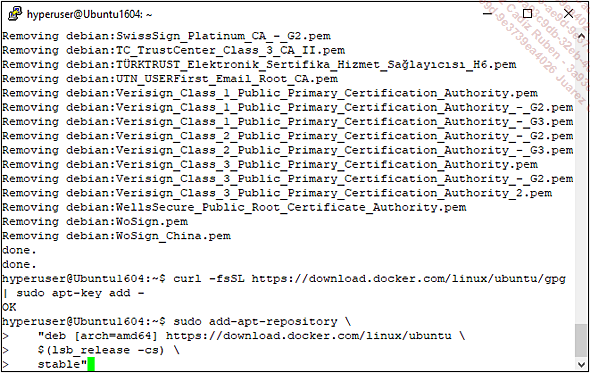 hyperuser@Ubuntu1604: ~
Removing debian:SwissSign_Platinum_CA_-_G2.pem
Removing debian:TC_TrustCenter_Class_3_CA_II.pem
Removing debian:TÜRKTRUST_Elektronik_Sertifika_Hizmet_Sağlayıcısı_H6.pem
Removing debian:UTN_USERFirst_Email_Root_CA.pem
Removing debian:Verisign_Class_1_Public_Primary_Certification_Authority.pem
Removing debian:Verisign_Class_1_Public_Primary_Certification_Authority_-_G2.pem
Removing debian:Verisign_Class_1_Public_Primary_Certification_Authority_-_G3.pem
Removing debian:Verisign_Class_2_Public_Primary_Certification_Authority_-_G2.pem
Removing debian:Verisign_Class_2_Public_Primary_Certification_Authority_-_G3.pem
Removing debian:Verisign_Class_3_Public_Primary_Certification_Authority.pem
Removing debian:Verisign_Class_3_Public_Primary_Certification_Authority_-_G2.pem
Removing debian:Verisign_Class_3_Public_Primary_Certification_Authority_2.pem
Removing debian:WellsSecure_Public_Root_Certificate_Authority.pem
Removing debian:WoSign.pem
Removing debian:WoSign_China.pem
done.
done.
hyperuser@Ubuntu1604:~$ curl -fsSL https://download.docker.com/linux/ubuntu/gpg
| sudo apt-key add -
OK
hyperuser@Ubuntu1604:~$ sudo add-apt-repository \
> "deb [arch=amd64] https://download.docker.com/linux/ubuntu \
> $(lsb_release -cs) \
> stable"